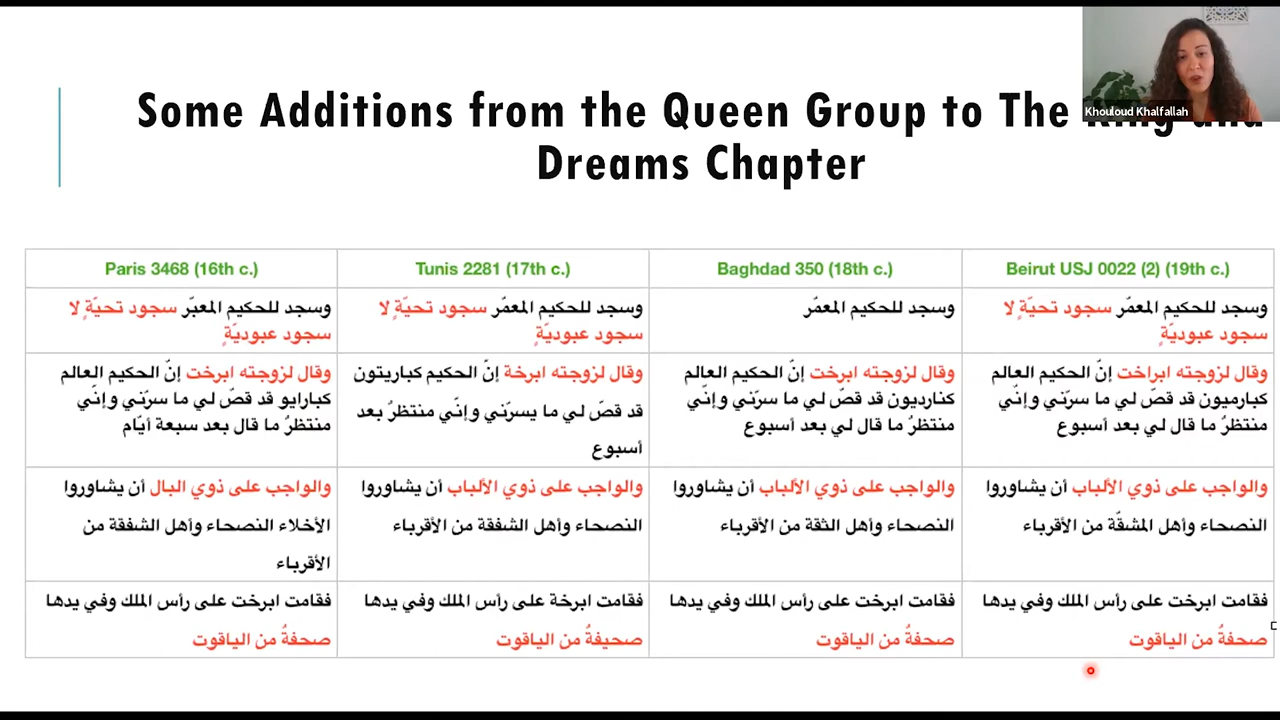 Khouloud Khalfallah
Some Additions from the Queen Group to The King and
Dreams Chapter
Paris 3468 (16th c.)
Tunis 2281 (17th c.)
Baghdad 350 (18th c.)
Beirut USJ 0022 (2) (19th c.)
وسجد للحكيم المعبّر سجود تحيّةٍ لا
سجود عبوديّةٍ
وسجد للحكيم المعمّر سجود تحيّةٍ لا
سجود عبوديّةٍ
وسجد للحكيم المعمّر
وسجد للحكيم المعمّر سجود تحيّةٍ لا
سجود عبوديّةٍ
وقال لزوجته ابرخت إنّ الحكيم العالم
كبارايو قد قصّ لي ما سرّني وإنّي
منتظرٌ ما قال بعد سبعة أيّام
وقال لزوجته ابرخة إنّ الحكيم كباريتون
قد قصّ لي ما يسرّني وإنّي منتظرٌ بعد
أسبوع
وقال لزوجته ابرخت إنّ الحكيم العالم
كنارديون قد قصّ لي ما سرّني وإنّي
منتظرٌ ما قال لي بعد أسبوع
وقال لزوجته ابراخت إنّ الحكيم العالم
كبارميون قد قصّ لي ما سرّني وإنّي
منتظرٌ ما قال لي بعد أسبوع
والواجب على ذوي البال أن يشاوروا
الأخلاء النصحاء وأهل الشفقة من
الأقرباء
والواجب على ذوي الألباب أن يشاوروا
النصحاء وأهل الشفقة من الأقرباء
والواجب على ذوي الألباب أن يشاوروا
النصحاء وأهل الثقة من الأقرباء
والواجب على ذوي الألباب أن يشاوروا
النصحاء وأهل المشقّة من الأقرباء
فقامت ابرخت على رأس الملك وفي يدها
صحفةٌ من الياقوت
فقامت ابرخة على رأس الملك وفي يدها
صحيفةٌ من الياقوت
فقامت ابرخت على رأس الملك وفي يدها
صحفةٌ من الياقوت
فقامت ابرخت على رأس الملك وفي يدها
صحفةٌ من الياقوت